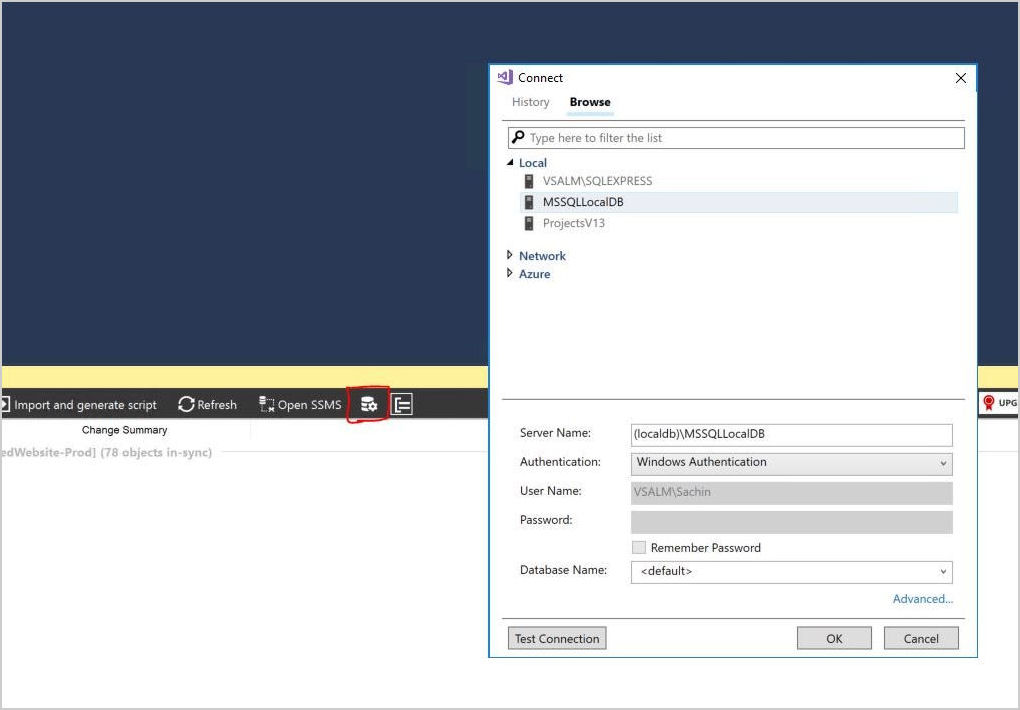 Connect
History Browse
Type here to filter the list
Local
VSALM\SQLEXPRESS
MSSQLLocalDB
ProjectsV13
Network
Azure
Import and generate script Refresh Open SSMS UPG
Change Summary
edWebsite-Prod] (78 objects in-sync)
Server Name: (localdb)\MSSQLLocalDB
Authentication: Windows Authentication
User Name: VSALM\Sachin
Password:
Remember Password
Database Name: <default>
Advanced...
Test Connection OK Cancel